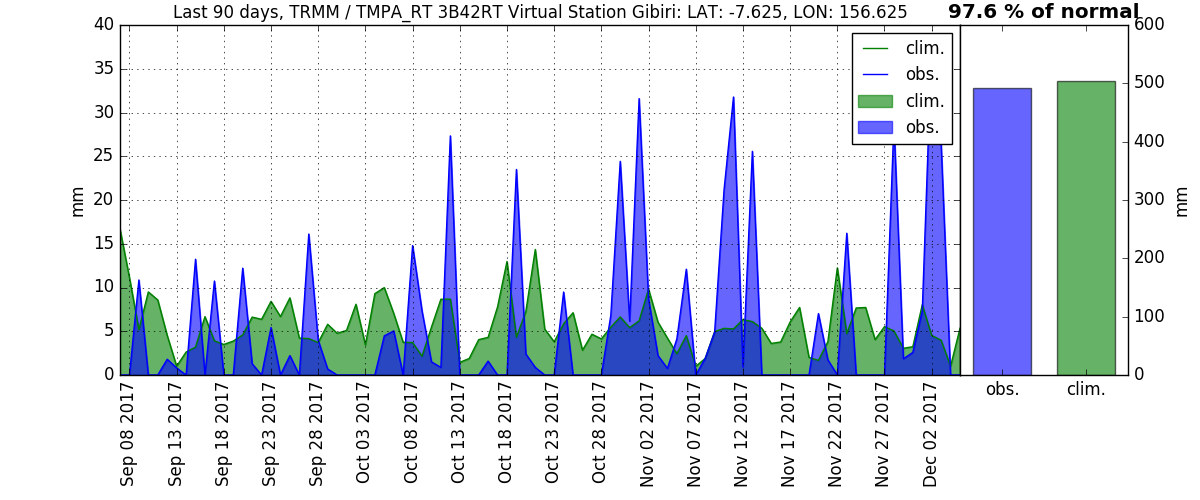 Last 90 days, TRMM / TMPA_RT 3B42RT Virtual Station Gibiri: LAT: -7.625, LON: 156.625
97.6 % of normal
40
35
30
25
20
15
10
5
0
mm
clim.
obs.
clim.
obs.
600
500
400
300
200
100
0
mm
obs.
clim.
Sep 08 2017
Sep 13 2017
Sep 18 2017
Sep 23 2017
Sep 28 2017
Oct 03 2017
Oct 08 2017
Oct 13 2017
Oct 18 2017
Oct 23 2017
Oct 28 2017
Nov 02 2017
Nov 07 2017
Nov 12 2017
Nov 17 2017
Nov 22 2017
Nov 27 2017
Dec 02 2017